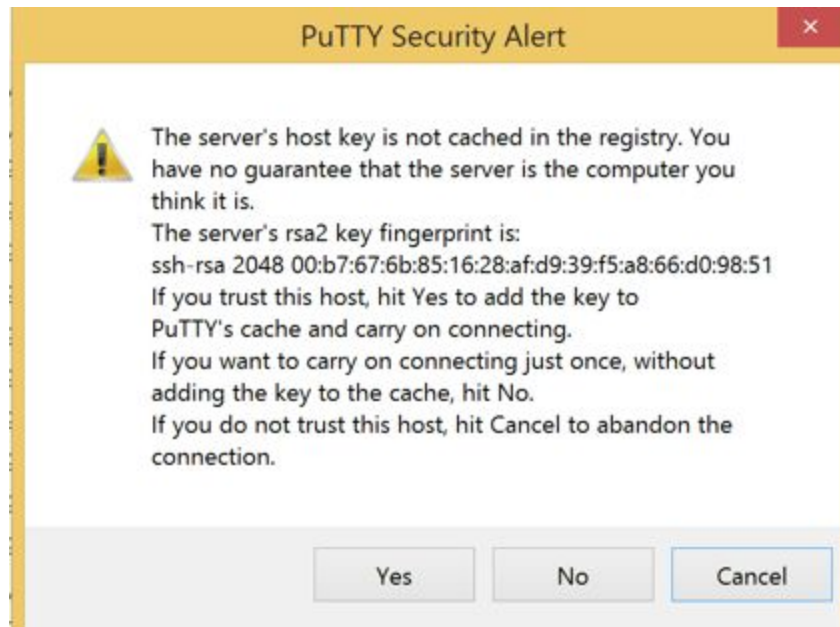 PuTTY Security Alert
The server's host key is not cached in the registry. You
have no guarantee that the server is the computer you
think it is.
The server's rsa2 key fingerprint is:
ssh-rsa 2048 00:b7:67:6b:85:16:28:af:d9:39:f5:a8:66:d0:98:51
If you trust this host, hit Yes to add the key to
PuTTY's cache and carry on connecting.
If you want to carry on connecting just once, without
adding the key to the cache, hit No.
If you do not trust this host, hit Cancel to abandon the
connection.
Yes No Cancel